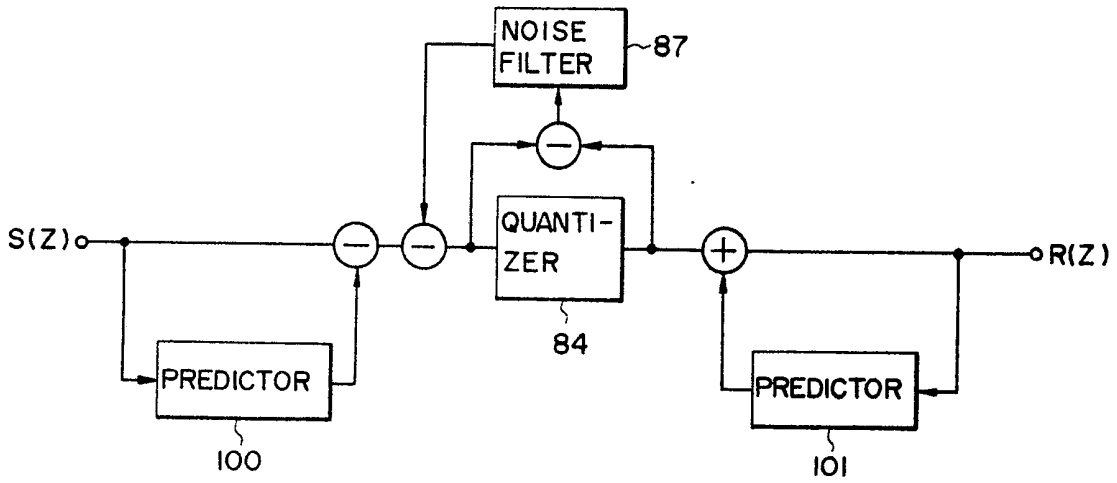 NOISE
FILTER
87
S(Z)
QUANTI-
ZER
R(Z)
84
PREDICTOR
PREDICTOR
100
101